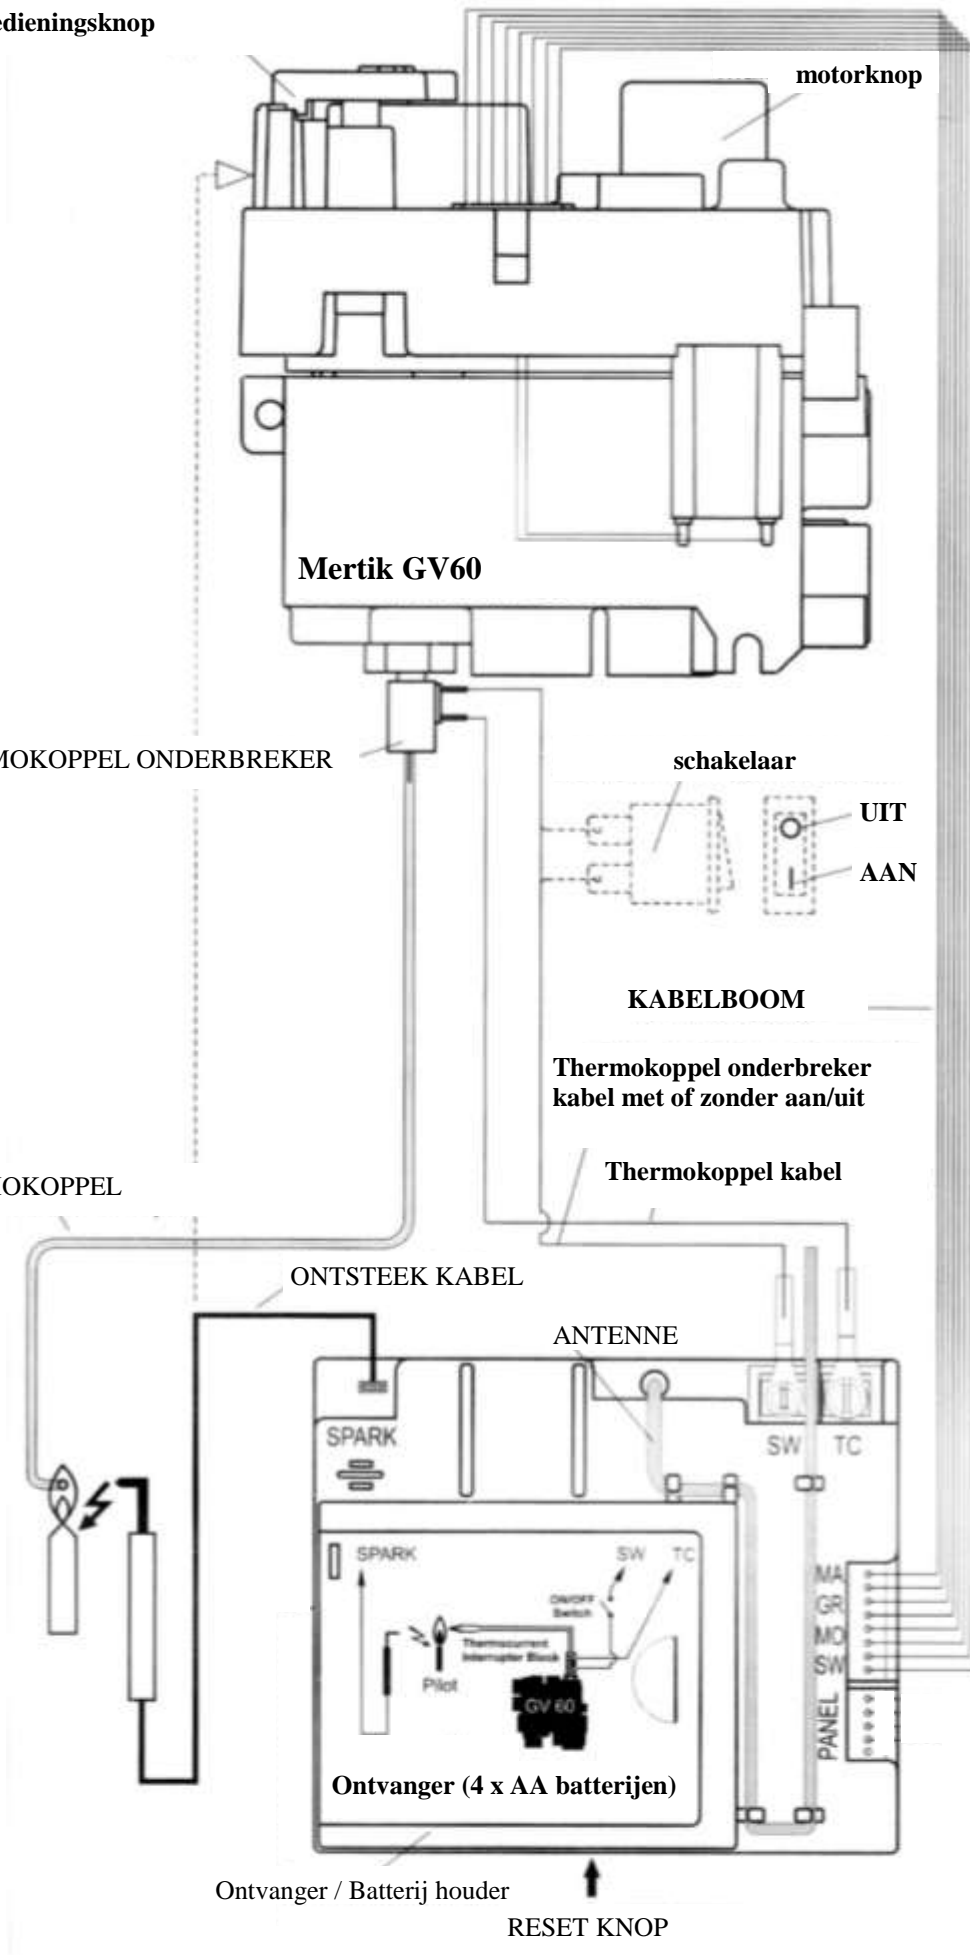 edieningsknop
motorknop
Mertik GV60
MOKOPPEL ONDERBREKER
schakelaar
UIT
AAN
KABELBOOM
Thermokoppel onderbreker
kabel met of zonder aan/uit
Thermokoppel kabel
OKOPPEL
ONTSTEEK KABEL
ANTENNE
SPARK
SW TC
SPARK
SW TC
ON/OFF
Switch
Thermocurrent
Interrupter Block
Pilot
GV 60
MA
GR
MO
SW
PANEL
Ontvanger (4 x AA batterijen)
Ontvanger / Batterij houder
RESET KNOP